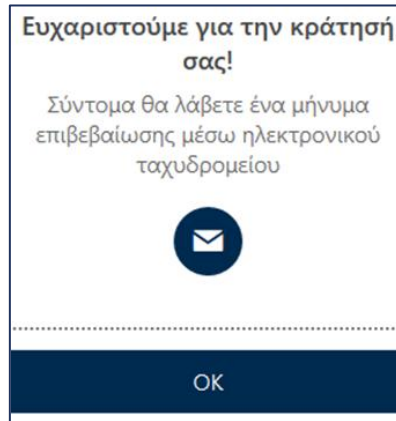 Ευχαριστούμε για την κράτησή
σας!
Σύντομα θα λάβετε ένα μήνυμα
επιβεβαίωσης μέσω ηλεκτρονικού
ταχυδρομείου
OK